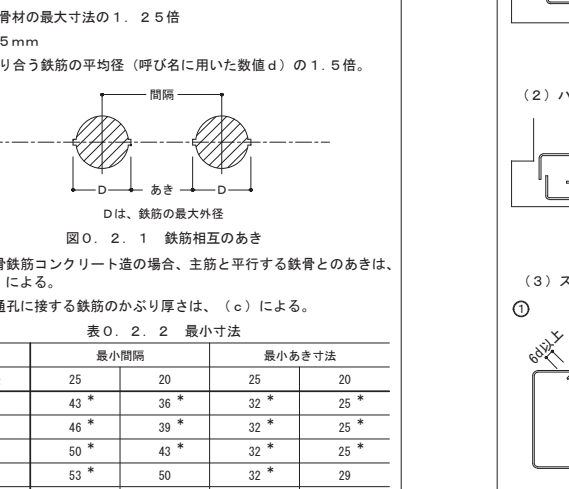 骨材の最大寸法の１．２５倍
５ｍｍ
り合う鉄筋の平均径（呼び名に用いた数値ｄ）の１.５倍。
間隔
D
あき
D
Ｄは、鉄筋の最大外径
図０．２．１　鉄筋相互のあき
骨鉄筋コンクリート造の場合、主筋と平行する鉄骨とのあきは、
）による。
通孔に接する鉄筋のかぶり厚さは、（ｃ）による。
表０．２．２　最小寸法
最小間隔 最小あき寸法
25 20 25 20
43 * 36 * 32 * 25 *
46 * 39 * 32 * 25 *
50 * 43 * 32 * 25 *
53 * 50 32 * 29
（２）ハ
（３）ス
①
6d以上